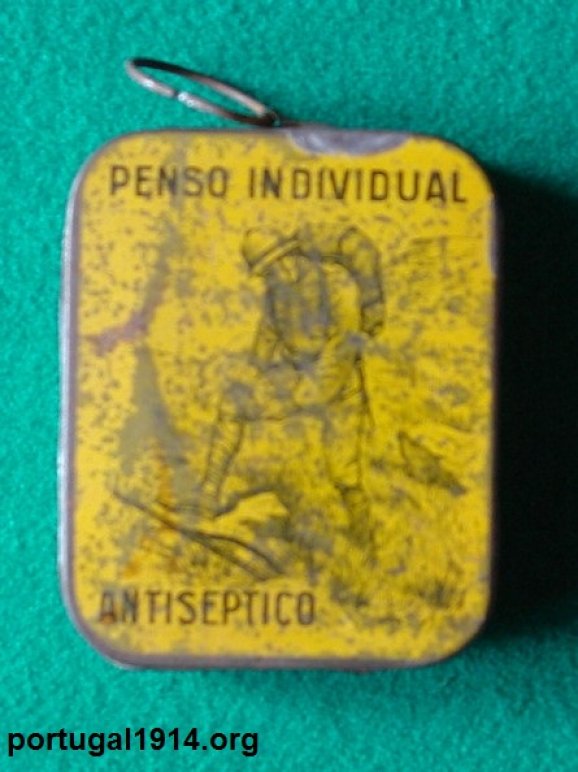 PENSO INDIVIDUAL
ANTISEPTICO
portugal1914.org